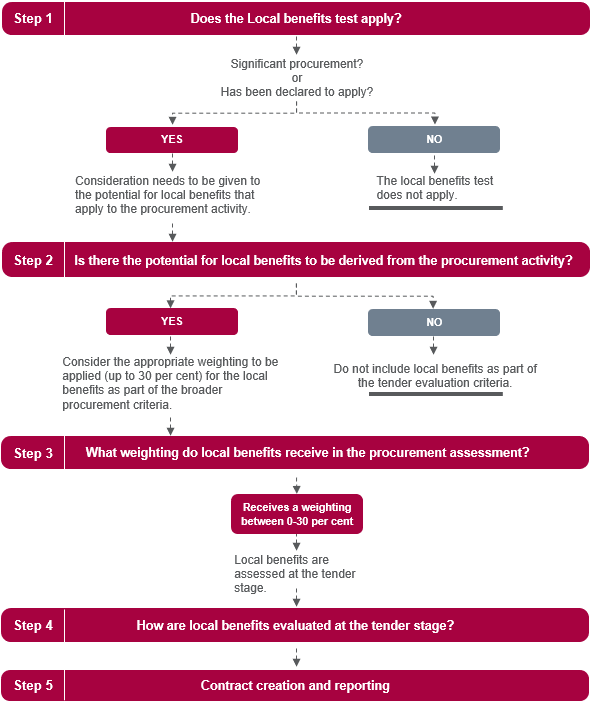 Step 1 Does the Local benefits test apply?
Significant procurement?
or
Has been declared to apply?
YES
NO
Consideration needs to be given to
the potential for local benefits that
apply to the procurement activity.
The local benefits test
does not apply.
Step 2 Is there the potential for local benefits to be derived from the procurement activity?
YES
NO
Consider the appropriate weighting to be
applied (up to 30 per cent) for the local
benefits as part of the broader
procurement criteria.
Do not include local benefits as part of
the tender evaluation criteria.
Step 3 What weighting do local benefits receive in the procurement assessment?
Receives a weighting
between 0-30 per cent
Local benefits are
assessed at the tender
stage.
Step 4 How are local benefits evaluated at the tender stage?
Step 5 Contract creation and reporting